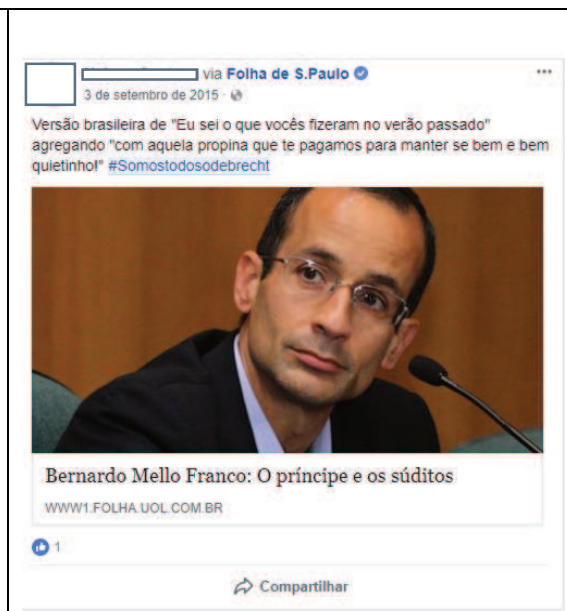 via Folha de S.Paulo
3 de setembro de 2015 ·
Versão brasileira de "Eu sei o que vocês fizeram no verão passado"
agregando "com aquela propina que te pagamos para manter se bem e bem
quietinho!" #Somostodosodebrecht
Bernardo Mello Franco: O príncipe e os súditos
WWW1.FOLHA.UOL.COM.BR
1
Compartilhar